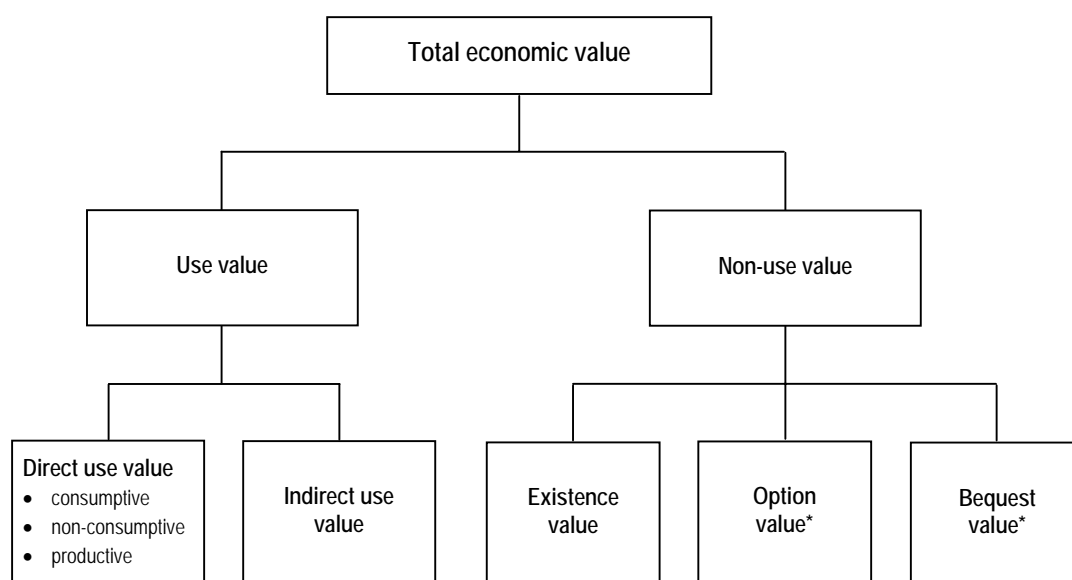 Total economic value
Use value
Non-use value
Direct use value
• consumptive
• non-consumptive
• productive
Indirect use
value
Existence
value
Option
value*
Bequest
value*